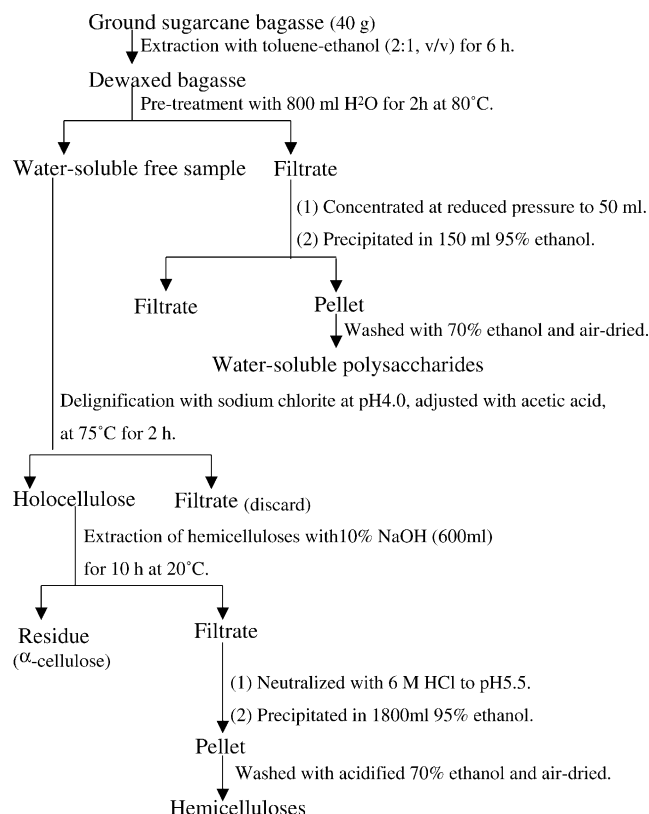 Ground sugarcane bagasse (40 g)
Extraction with toluene-ethanol (2:1, v/v) for 6 h.
Dewaxed bagasse
Pre-treatment with 800 ml H2O for 2h at 80˚C.
Water-soluble free sample
Filtrate
(1) Concentrated at reduced pressure to 50 ml.
(2) Precipitated in 150 ml 95% ethanol.
Filtrate
Pellet
Washed with 70% ethanol and air-dried.
Water-soluble polysaccharides
Delignification with sodium chlorite at pH4.0, adjusted with acetic acid,
at 75˚C for 2 h.
Holocellulose
Filtrate (discard)
Extraction of hemicelluloses with10% NaOH (600ml)
for 10 h at 20˚C.
Residue
(α-cellulose)
Filtrate
(1) Neutralized with 6 M HCl to pH5.5.
(2) Precipitated in 1800ml 95% ethanol.
Pellet
Washed with acidified 70% ethanol and air-dried.
Hemicelluloses